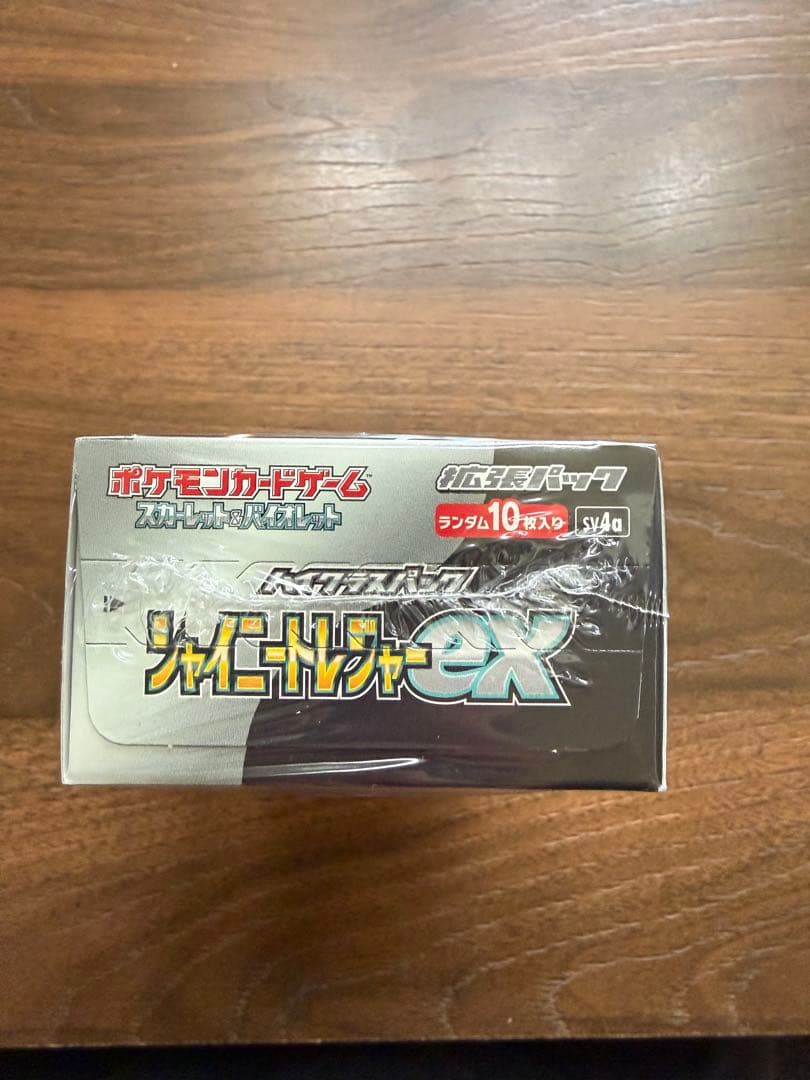 ポケモンカードゲーム™
スカーレット&バイオレット
拡張パック
ランダム10枚入り sv4a
ハイクラスパック
シャイニートレジャーex